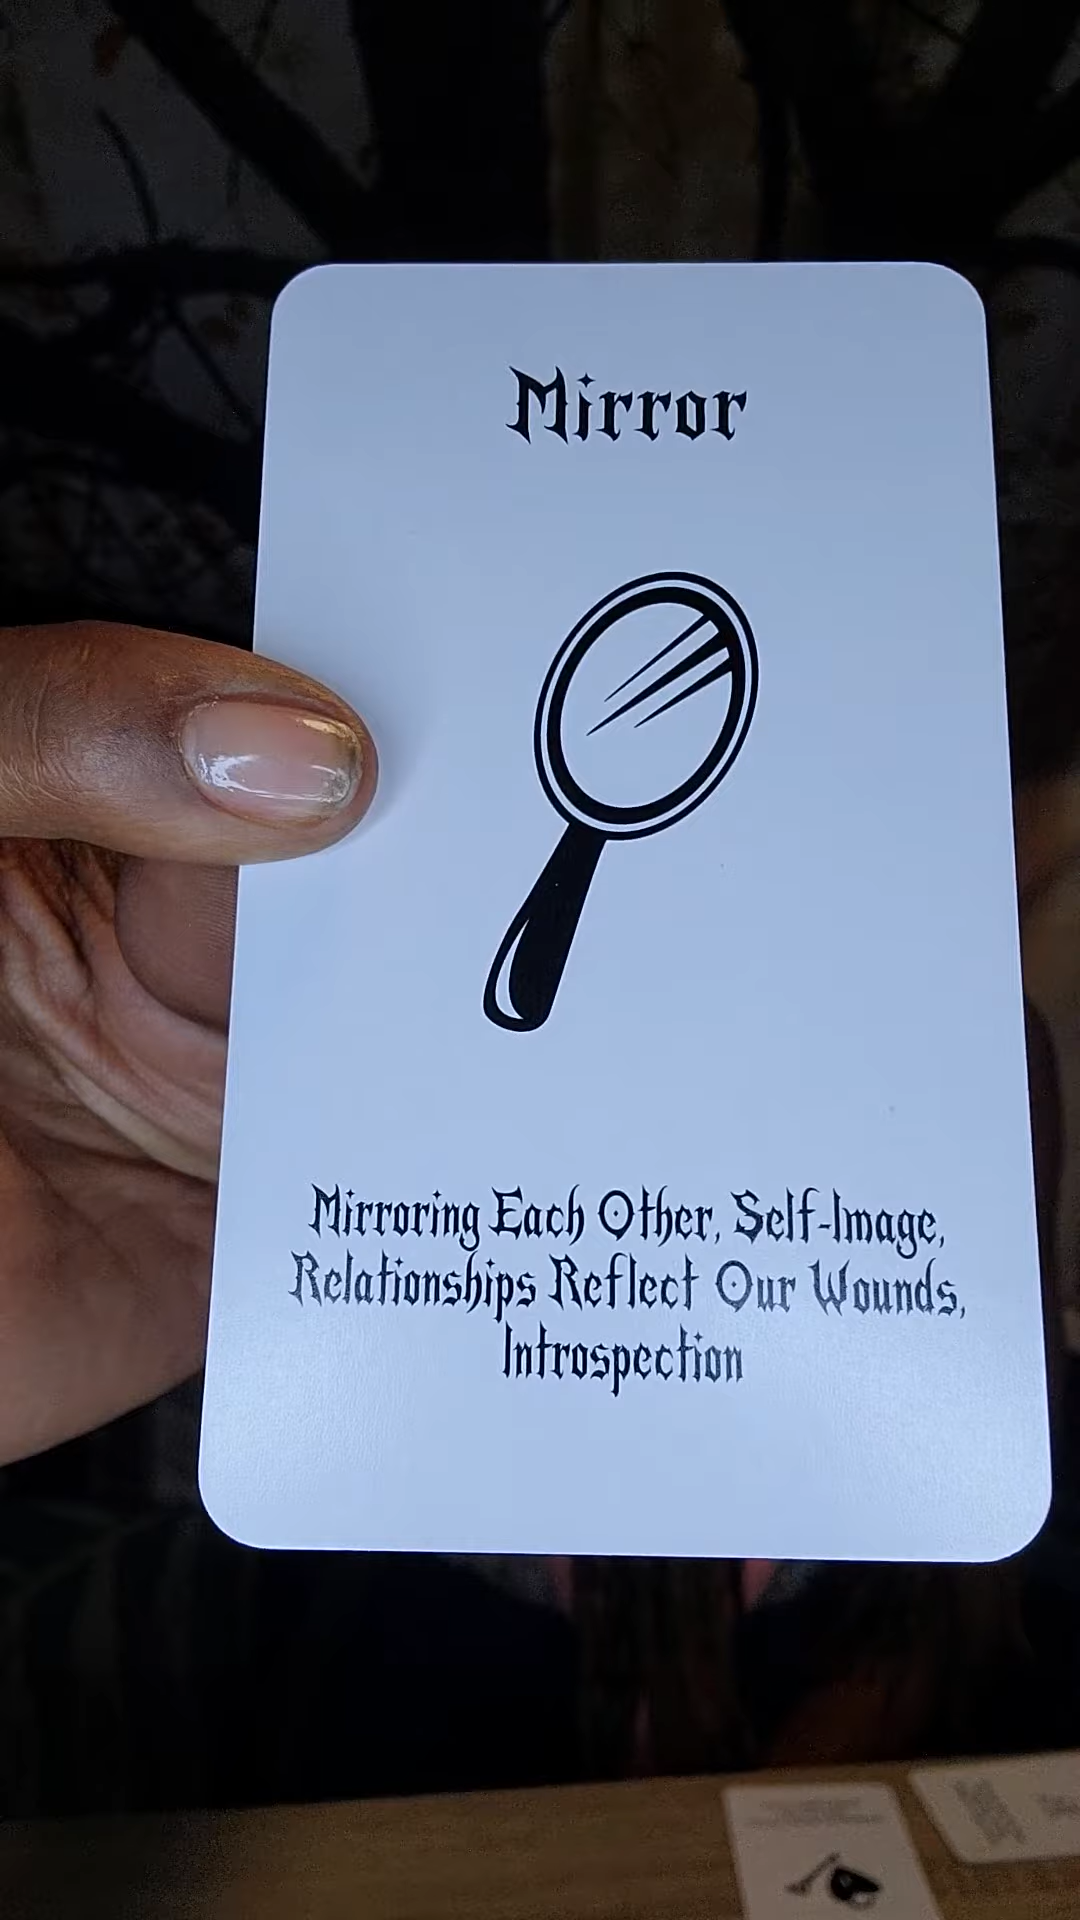 Mirror
Mirroring Each Other, Self-Image,
Relationships Reflect Our Wounds,
Introspection